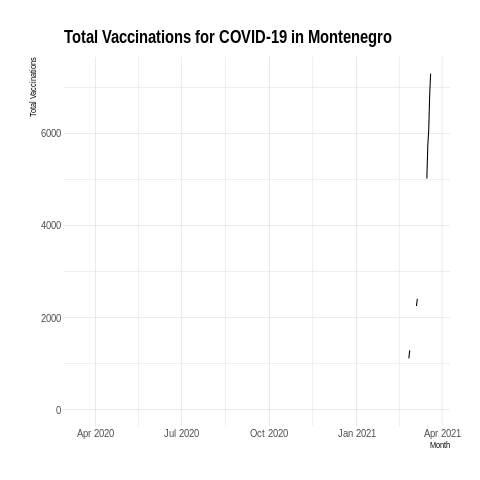 Total Vaccinations for COVID-19 in Montenegro
Total Vaccinations
6000
4000
2000
0
Apr 2020 Jul 2020 Oct 2020 Jan 2021 Apr 2021
Month